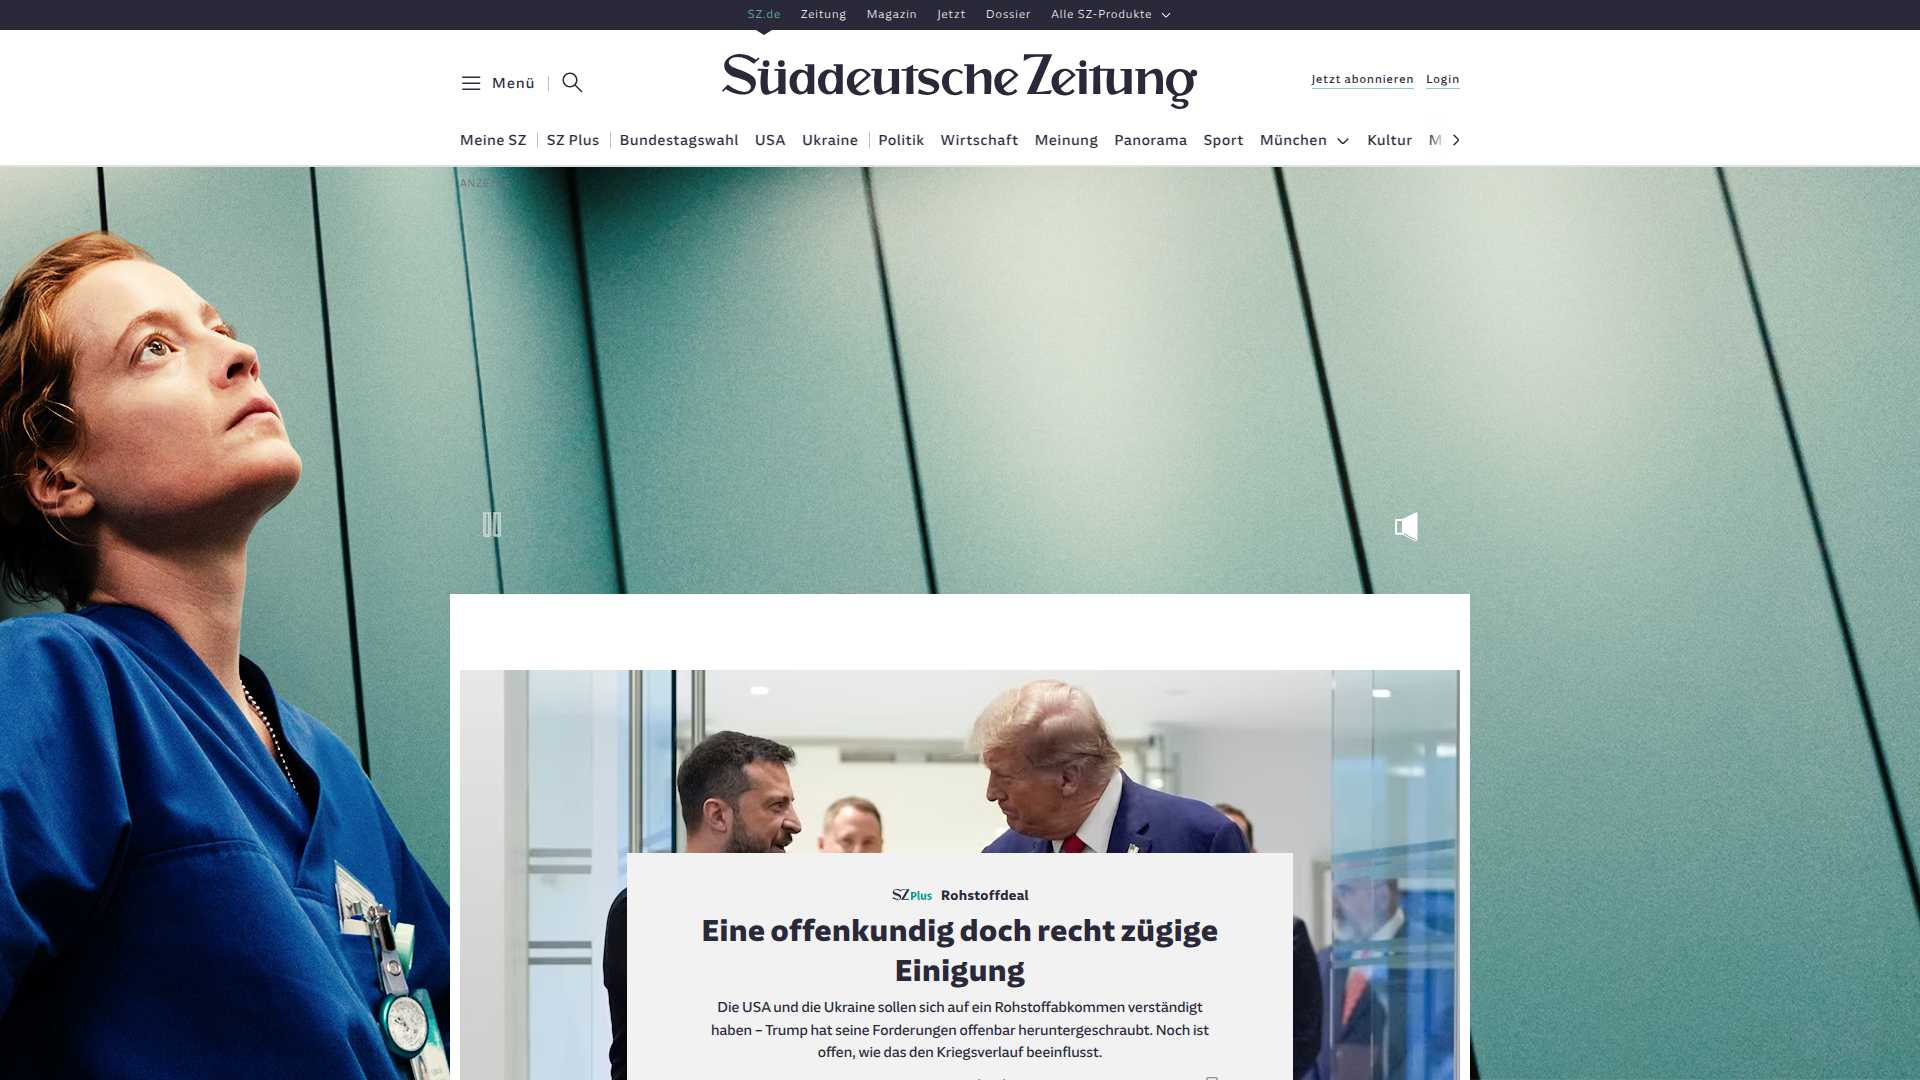 SZ.de Zeitung Magazin Jetzt Dossier Alle SZ-Produkte
Menü
Süddeutsche Zeitung
Jetzt abonnieren Login
Meine SZ SZ Plus Bundestagswahl USA Ukraine Politik Wirtschaft Meinung Panorama Sport München Kultur M
SZ Plus Rohstoffdeal
Eine offenkundig doch recht zügige
Einigung
Die USA und die Ukraine sollen sich auf ein Rohstoffabkommen verständigt
haben – Trump hat seine Forderungen offenbar heruntergeschraubt. Noch ist
offen, wie das den Kriegsverlauf beeinflusst.